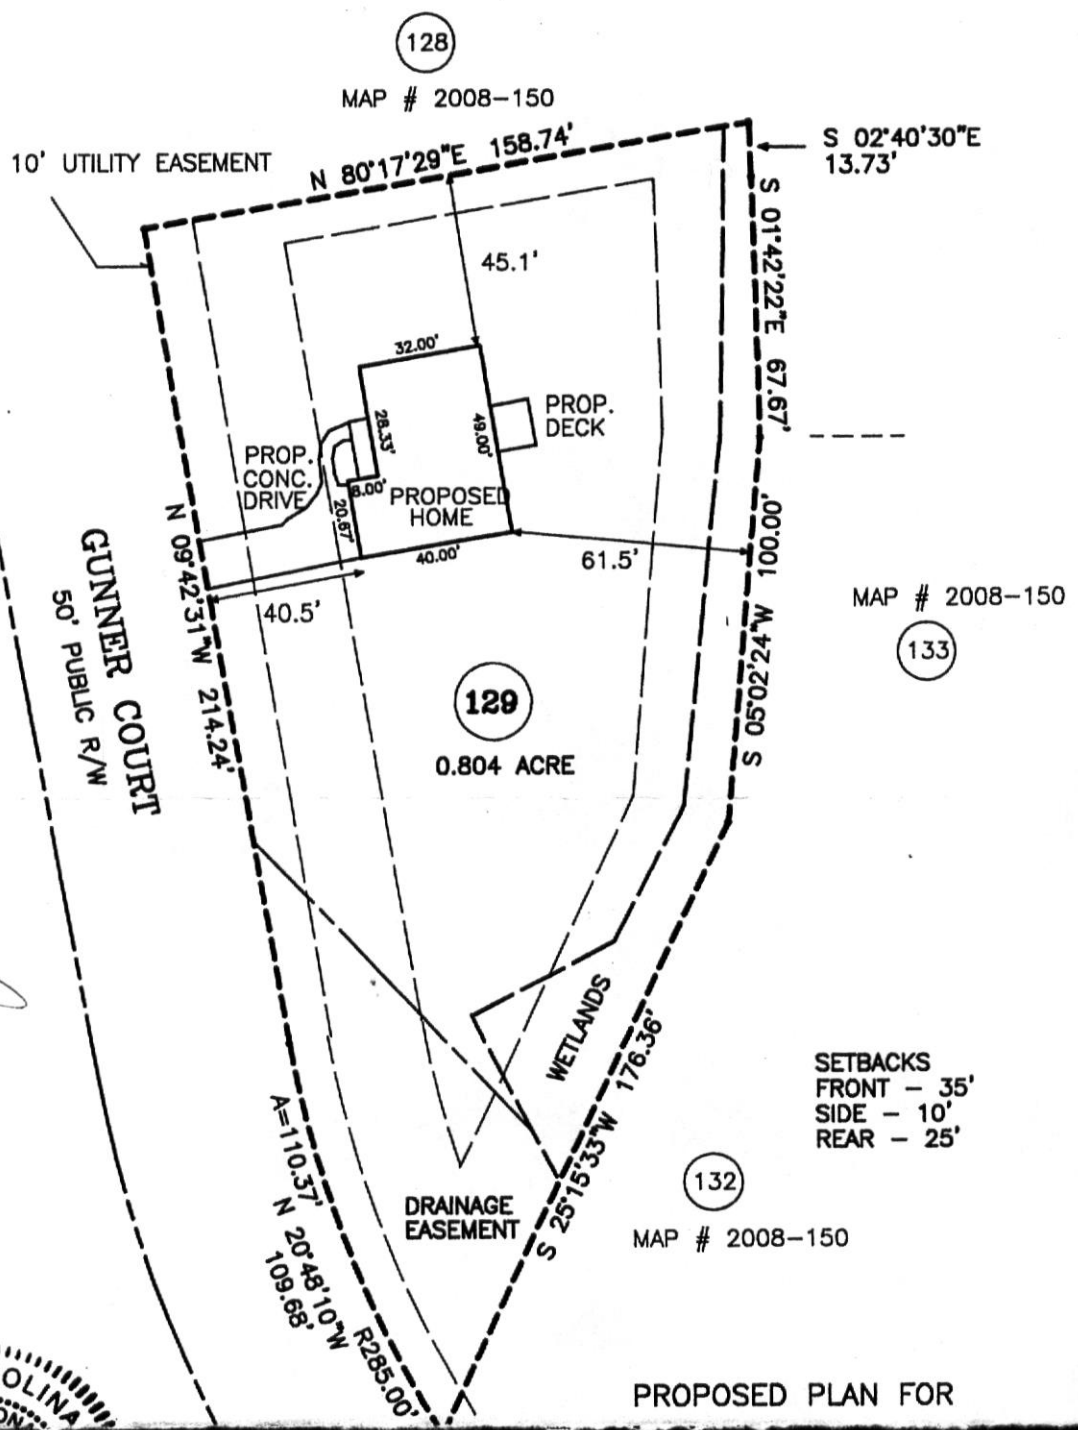 128
MAP # 2008-150
10' UTILITY EASEMENT
N 80°17'29"E 158.74'
S 02°40'30"E
13.73'
S 01°42'22"E 67.67'
45.1'
32.00'
28.33'
49.00'
PROP.
DECK
PROP.
CONC.
DRIVE
8.00'
20.67'
PROPOSED
HOME
40.00'
61.5'
40.5'
N 09°42'31"W 214.24'
GUNNER COURT
50' PUBLIC R/W
S 05°02'24"W 100.00'
MAP # 2008-150
133
129
0.804 ACRE
WETLANDS
S 25°15'33"W 176.36'
SETBACKS
FRONT - 35'
SIDE - 10'
REAR - 25'
A=110.37'
R285.00'
N 20°48'10"W
109.68'
DRAINAGE
EASEMENT
132
MAP # 2008-150
PROPOSED PLAN FOR
OLINA